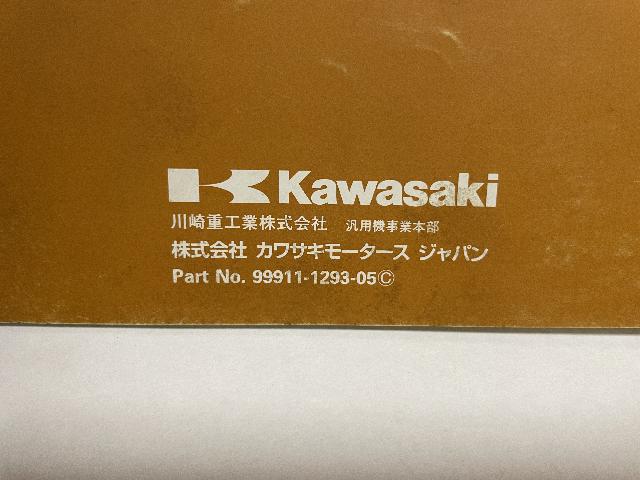 Kawasaki
川崎重工業株式会社 汎用機事業本部
株式会社 カワサキモータース ジャパン
Part No. 99911-1293-05©